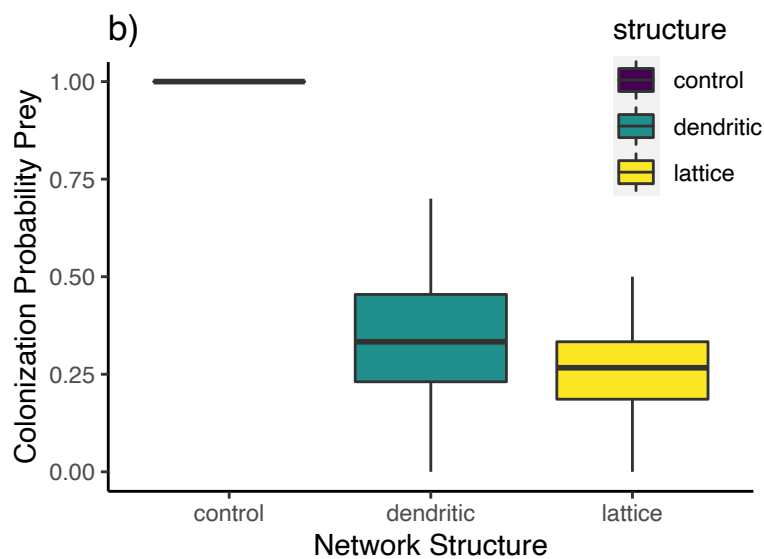 b)
structure
control
dendritic
lattice
Colonization Probability Prey
1.00
0.75
0.50
0.25
0.00
control dendritic lattice
Network Structure